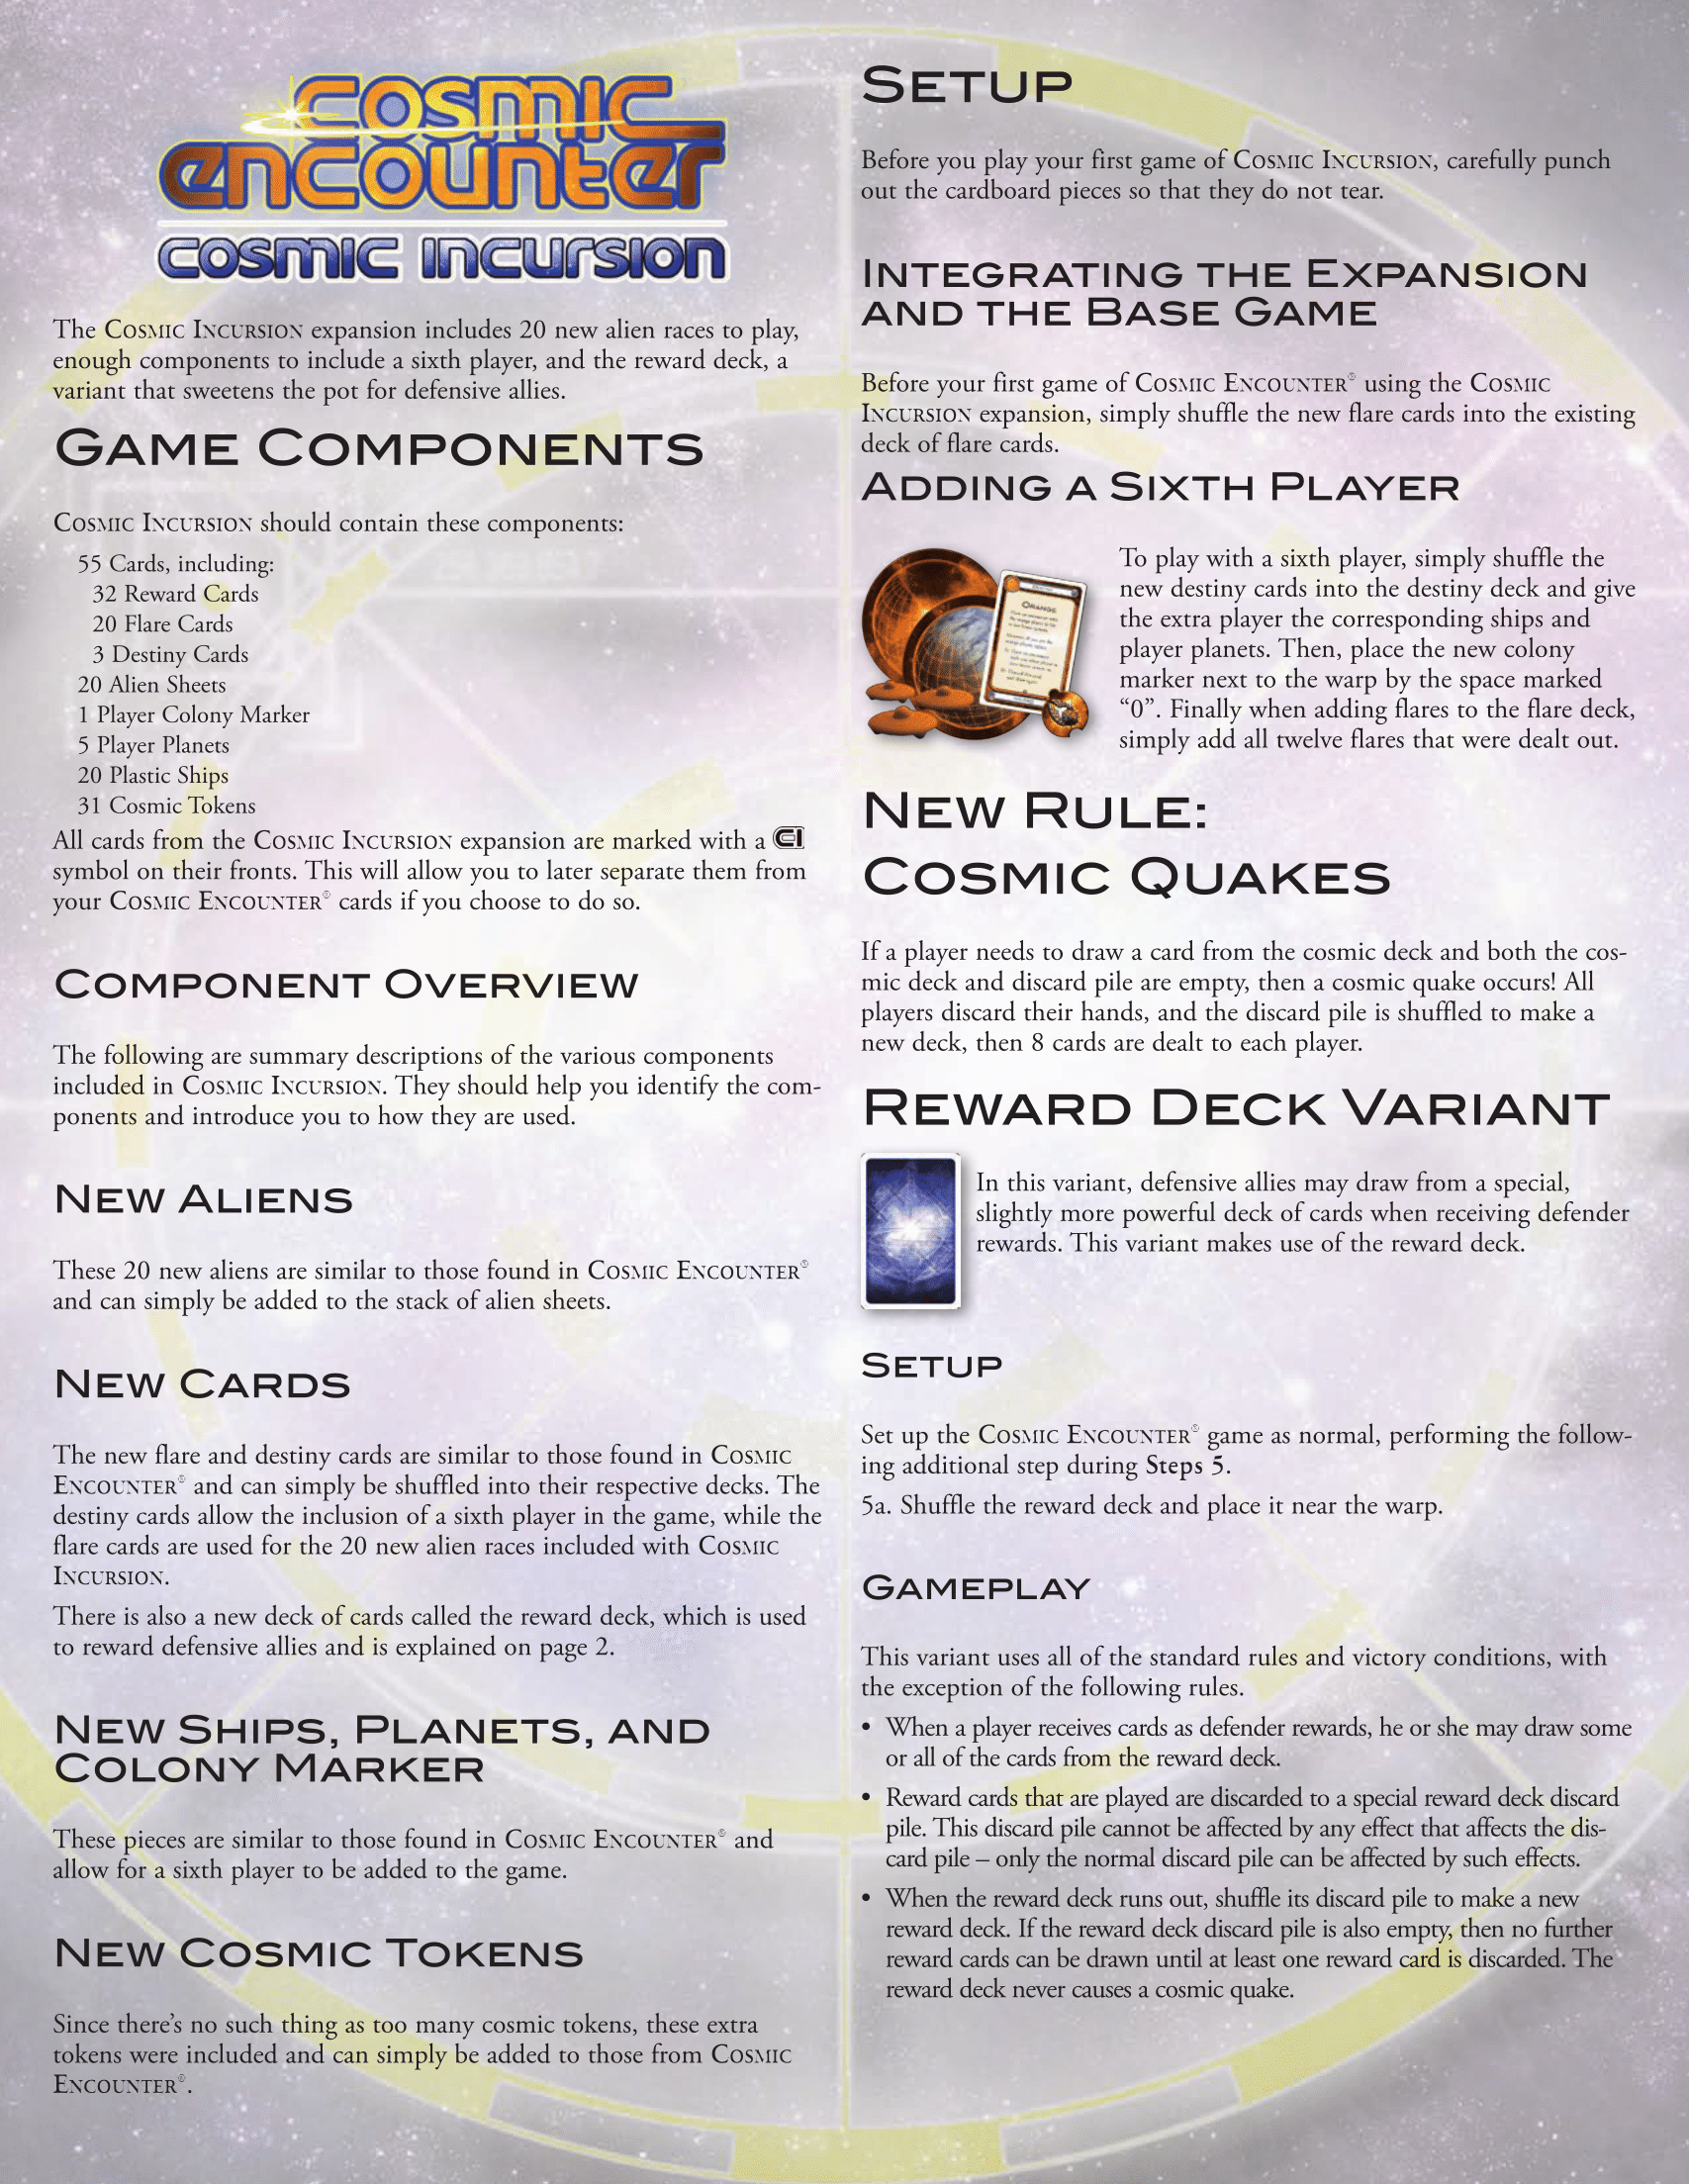 cosmic
encounter
cosmic incursion
The Cosmic Incursion expansion includes 20 new alien races to play,
enough components to include a sixth player, and the reward deck, a
variant that sweetens the pot for defensive allies.
Game Components
Cosmic Incursion should contain these components:
55 Cards, including:
32 Reward Cards
20 Flare Cards
3 Destiny Cards
20 Alien Sheets
1 Player Colony Marker
5 Player Planets
20 Plastic Ships
31 Cosmic Tokens
All cards from the Cosmic Incursion expansion are marked with a CI
symbol on their fronts. This will allow you to later separate them from
your Cosmic Encounter® cards if you choose to do so.
Component Overview
The following are summary descriptions of the various components
included in Cosmic Incursion. They should help you identify the com-
ponents and introduce you to how they are used.
New Aliens
These 20 new aliens are similar to those found in Cosmic Encounter®
and can simply be added to the stack of alien sheets.
New Cards
The new flare and destiny cards are similar to those found in Cosmic
Encounter® and can simply be shuffled into their respective decks. The
destiny cards allow the inclusion of a sixth player in the game, while the
flare cards are used for the 20 new alien races included with Cosmic
Incursion.
There is also a new deck of cards called the reward deck, which is used
to reward defensive allies and is explained on page 2.
New Ships, Planets, and
Colony Marker
These pieces are similar to those found in Cosmic Encounter® and
allow for a sixth player to be added to the game.
New Cosmic Tokens
Since there's no such thing as too many cosmic tokens, these extra
tokens were included and can simply be added to those from Cosmic
Encounter®.
Setup
Before you play your first game of Cosmic Incursion, carefully punch
out the cardboard pieces so that they do not tear.
Integrating the Expansion
and the Base Game
Before your first game of Cosmic Encounter® using the Cosmic
Incursion expansion, simply shuffle the new flare cards into the existing
deck of flare cards.
Adding a Sixth Player
Orange
To play with a sixth player, simply shuffle the
new destiny cards into the destiny deck and give
the extra player the corresponding ships and
player planets. Then, place the new colony
marker next to the warp by the space marked
“0”. Finally when adding flares to the flare deck,
simply add all twelve flares that were dealt out.
New Rule:
Cosmic Quakes
If a player needs to draw a card from the cosmic deck and both the cos-
mic deck and discard pile are empty, then a cosmic quake occurs! All
players discard their hands, and the discard pile is shuffled to make a
new deck, then 8 cards are dealt to each player.
Reward Deck Variant
In this variant, defensive allies may draw from a special,
slightly more powerful deck of cards when receiving defender
rewards. This variant makes use of the reward deck.
Setup
Set up the Cosmic Encounter® game as normal, performing the follow-
ing additional step during Steps 5.
5a. Shuffle the reward deck and place it near the warp.
Gameplay
This variant uses all of the standard rules and victory conditions, with
the exception of the following rules.
• When a player receives cards as defender rewards, he or she may draw some
or all of the cards from the reward deck.
• Reward cards that are played are discarded to a special reward deck discard
pile. This discard pile cannot be affected by any effect that affects the dis-
card pile – only the normal discard pile can be affected by such effects.
• When the reward deck runs out, shuffle its discard pile to make a new
reward deck. If the reward deck discard pile is also empty, then no further
reward cards can be drawn until at least one reward card is discarded. The
reward deck never causes a cosmic quake.